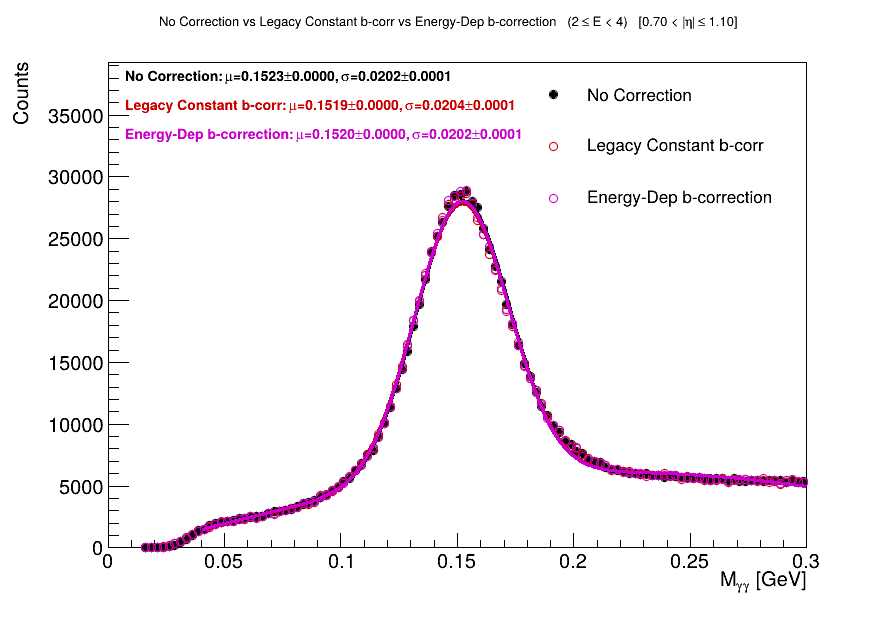 No Correction vs Legacy Constant b-corr vs Energy-Dep b-correction (2 ≤ E < 4) [0.70 < |η| ≤ 1.10]
Counts
No Correction: μ=0.1523±0.0000, σ=0.0202±0.0001
Legacy Constant b-corr: μ=0.1519±0.0000, σ=0.0204±0.0001
Energy-Dep b-correction: μ=0.1520±0.0000, σ=0.0202±0.0001
No Correction
Legacy Constant b-corr
Energy-Dep b-correction
35000
30000
25000
20000
15000
10000
5000
0
0 0.05 0.1 0.15 0.2 0.25 0.3
Mγγ [GeV]